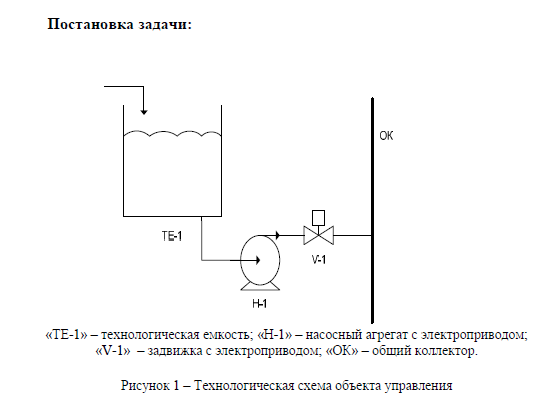 Постановка задачи:
ОК
ТЕ-1
V-1
Н-1
«ТЕ-1» – технологическая емкость; «Н-1» – насосный агрегат с электроприводом;
«V-1» – задвижка с электроприводом; «ОК» – общий коллектор.
Рисунок 1 – Технологическая схема объекта управления